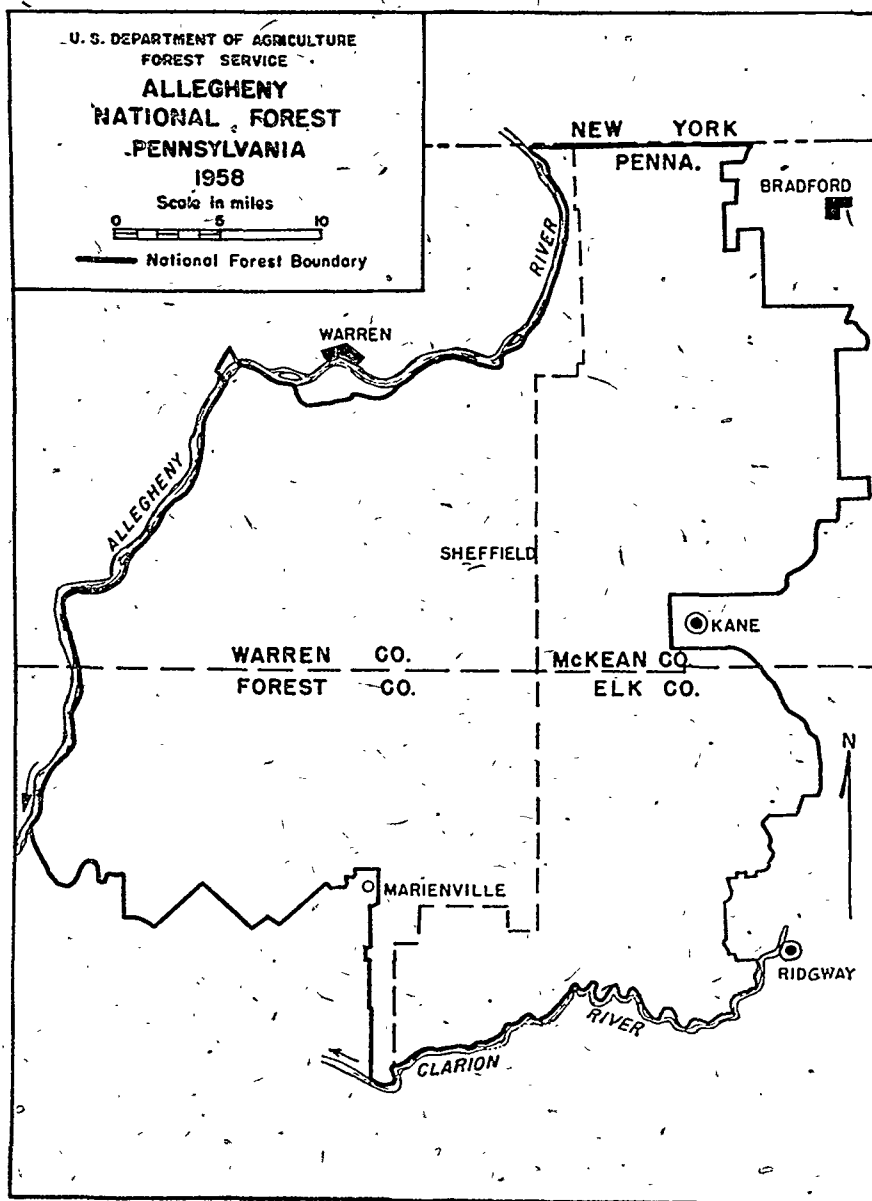 U. S. DEPARTMENT OF AGRICULTURE
FOREST SERVICE
ALLEGHENY
NATIONAL FOREST
PENNSYLVANIA
1958
Scale in miles
0 5 10
National Forest Boundary
NEW YORK
PENNA.
BRADFORD
RIVER
WARREN
ALLEGHENY
SHEFFIELD
KANE
WARREN CO.
McKEAN CO
FOREST CO.
ELK CO.
N
MARIENVILLE
RIDGWAY
RIVER
CLARION